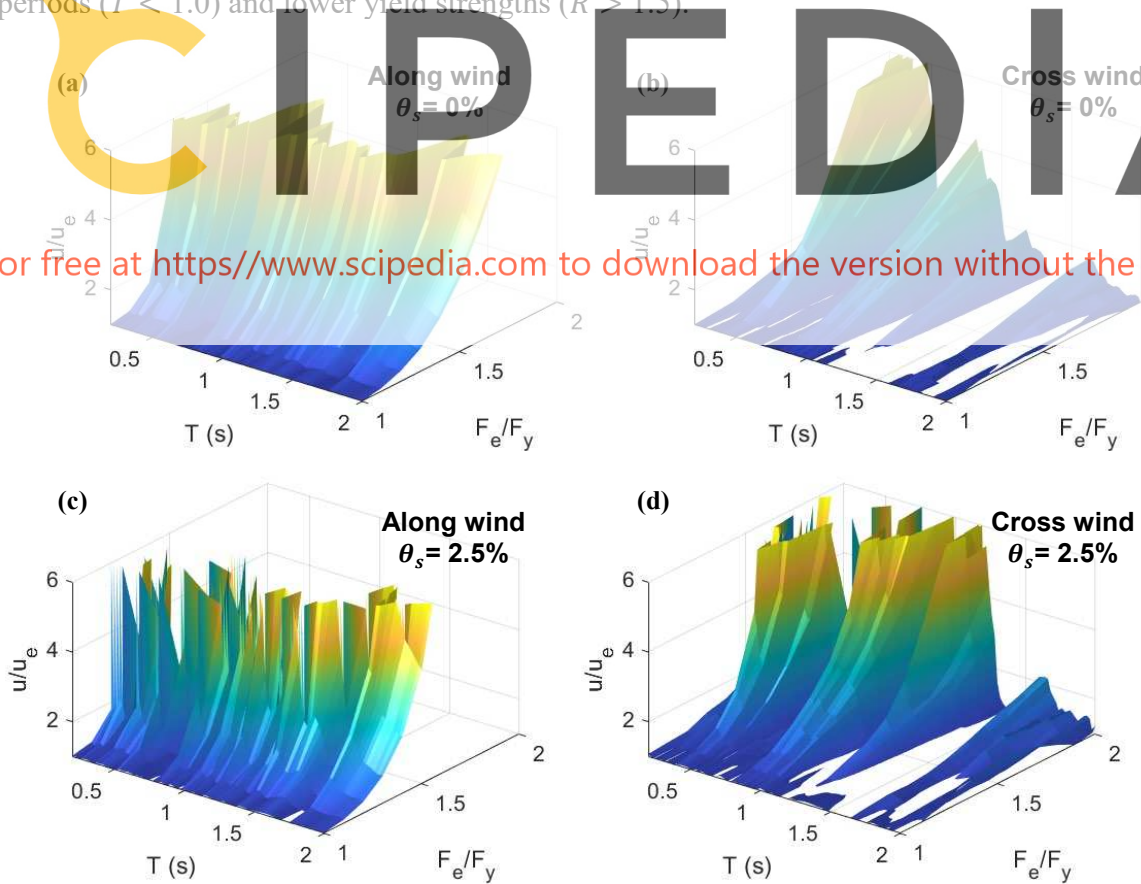 periods (T < 1.0) and lower yield strengths (R > 1.5).
CIPEDIA
or free at https//www.scipedia.com to download the version without the
(a)
Along wind
θs= 0%
u/ue
6
4
2
0.5
1
1.5
2
T (s)
1
1.5
2
Fe/Fy
(b)
Cross wind
θs= 0%
u/ue
6
4
2
0.5
1
1.5
2
T (s)
1
1.5
Fe/Fy
(c)
Along wind
θs= 2.5%
u/ue
6
4
2
0.5
1
1.5
2
T (s)
1
1.5
2
Fe/Fy
(d)
Cross wind
θs= 2.5%
u/ue
6
4
2
0.5
1
1.5
2
T (s)
1
1.5
2
Fe/Fy